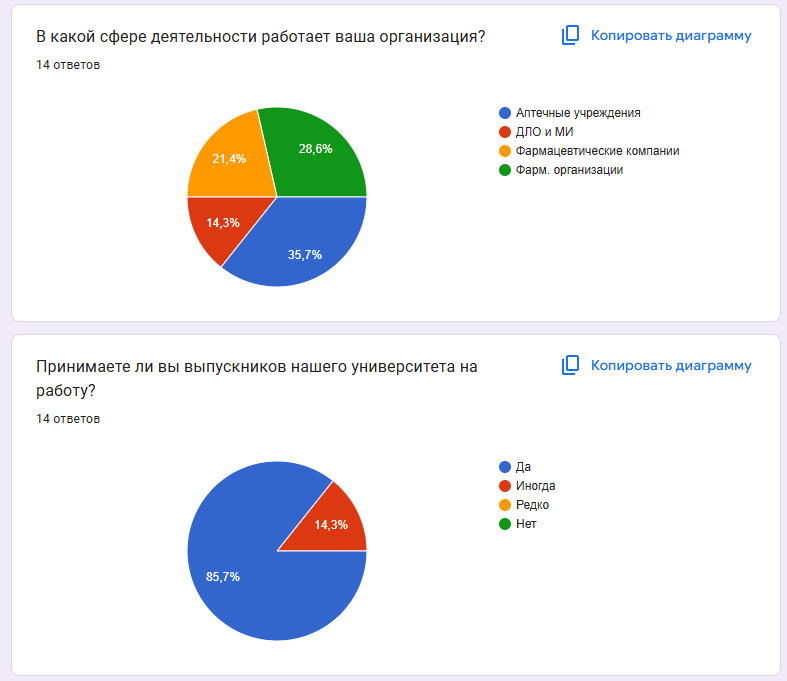 В какой сфере деятельности работает ваша организация?
Копировать диаграмму
14 ответов
21,4%
28,6%
14,3%
35,7%
Аптечные учреждения
ДЛО и МИ
Фармацевтические компании
Фарм. организации
Принимаете ли вы выпускников нашего университета на
работу?
Копировать диаграмму
14 ответов
14,3%
85,7%
Да
Иногда
Редко
Нет